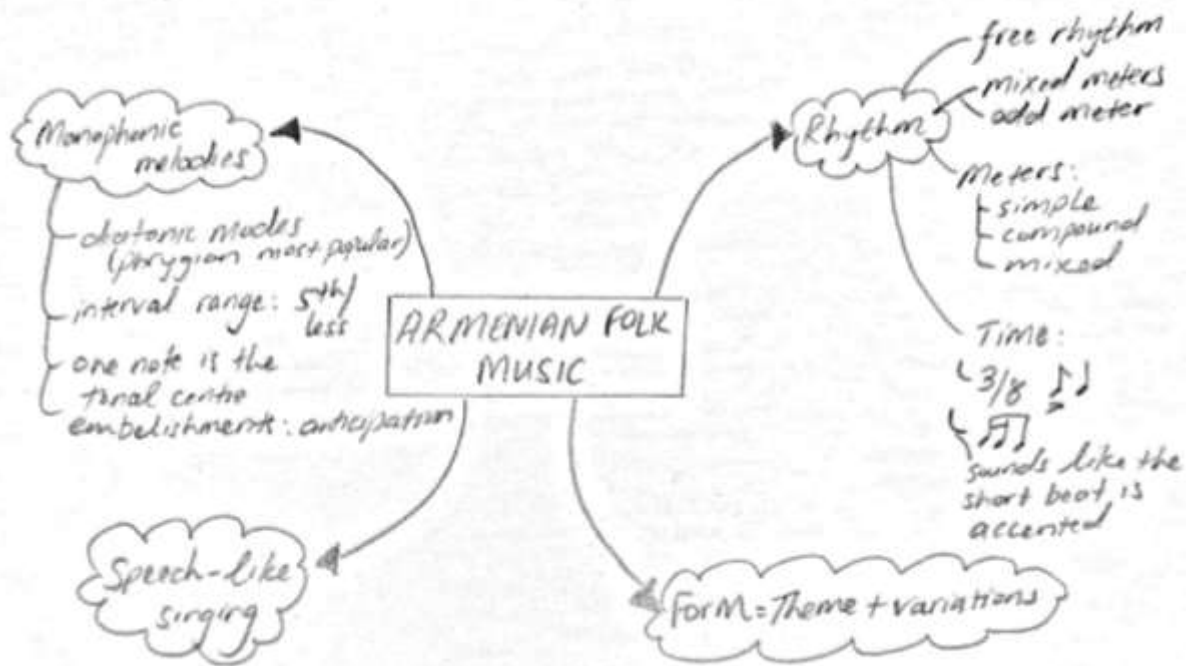 ARMENIAN FOLK
MUSIC
Monophonic
melodies
diatonic modes
(phrygian most popular)
interval range: 5th/
less
one note is the
tonal centre
embelishments: anticipation
Speech-like
singing
Rhythm
free rhythm
mixed meters
odd meter
Meters:
simple
compound
mixed
Time:
3/8
sounds like the
short beat is
accented
Form = Theme + variations